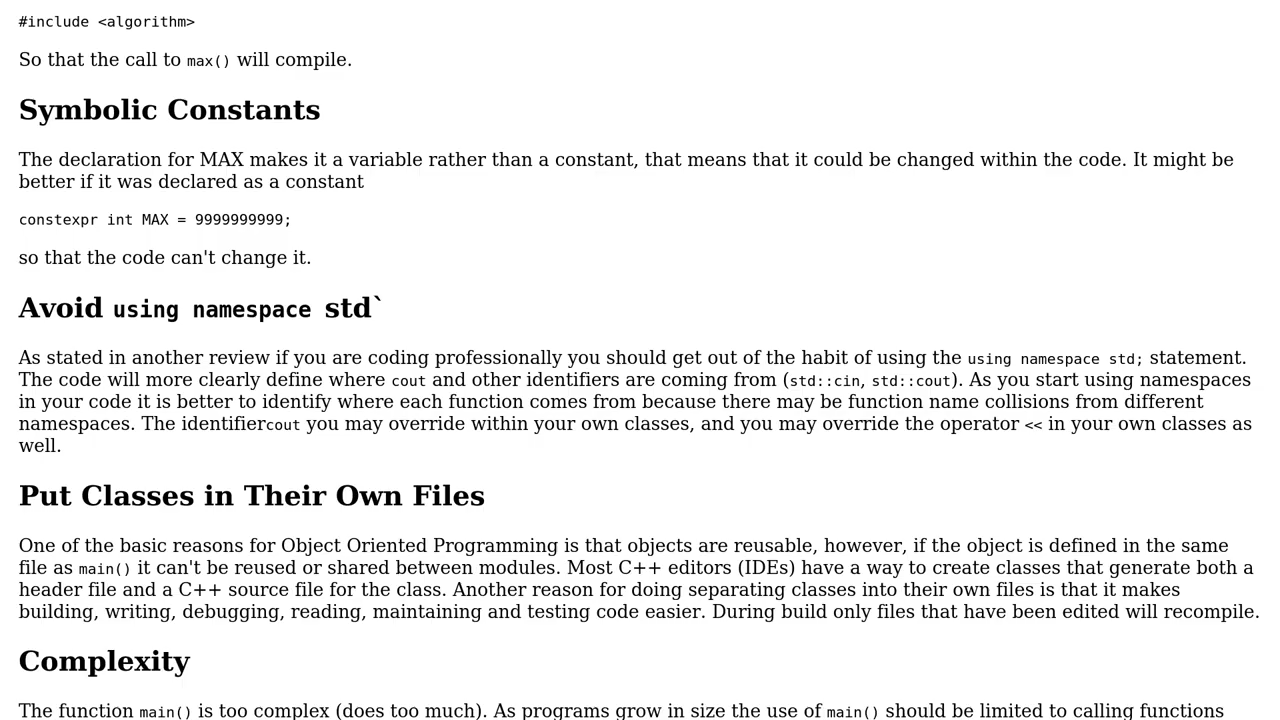 #include <algorithm>
So that the call to max() will compile.
Symbolic Constants
The declaration for MAX makes it a variable rather than a constant, that means that it could be changed within the code. It might be
better if it was declared as a constant
constexpr int MAX = 9999999999;
so that the code can't change it.
Avoid using namespace std`
As stated in another review if you are coding professionally you should get out of the habit of using the using namespace std; statement.
The code will more clearly define where cout and other identifiers are coming from (std::cin, std::cout). As you start using namespaces
in your code it is better to identify where each function comes from because there may be function name collisions from different
namespaces. The identifiercout you may override within your own classes, and you may override the operator << in your own classes as
well.
Put Classes in Their Own Files
One of the basic reasons for Object Oriented Programming is that objects are reusable, however, if the object is defined in the same
file as main() it can't be reused or shared between modules. Most C++ editors (IDEs) have a way to create classes that generate both a
header file and a C++ source file for the class. Another reason for doing separating classes into their own files is that it makes
building, writing, debugging, reading, maintaining and testing code easier. During build only files that have been edited will recompile.
Complexity
The function main() is too complex (does too much). As programs grow in size the use of main() should be limited to calling functions